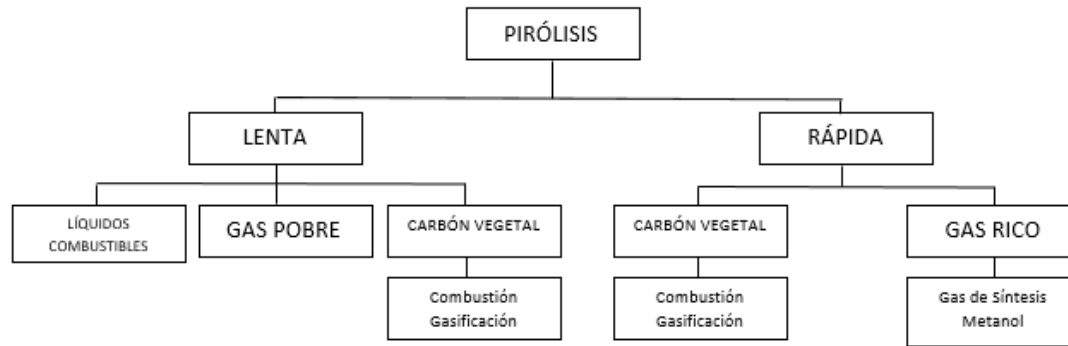 PIRÓLISIS
LENTA
RÁPIDA
LÍQUIDOS
COMBUSTIBLES
GAS POBRE
CARBÓN VEGETAL
CARBÓN VEGETAL
GAS RICO
Combustión
Gasificación
Combustión
Gasificación
Gas de Síntesis
Metanol